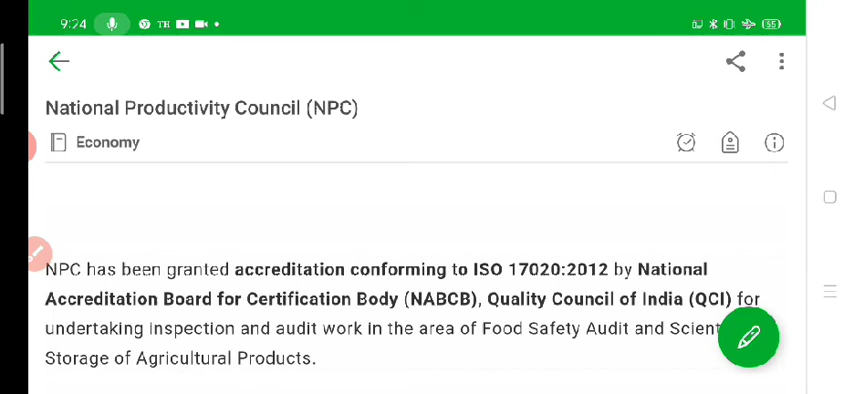 9:24 TH 55
National Productivity Council (NPC)
Economy
NPC has been granted accreditation conforming to ISO 17020:2012 by National
Accreditation Board for Certification Body (NABCB), Quality Council of India (QCI) for
undertaking inspection and audit work in the area of Food Safety Audit and Scient
Storage of Agricultural Products.